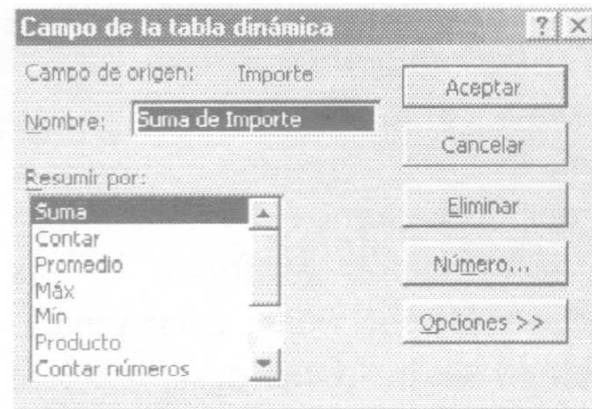 Campo de la tabla dinámica
Campo de origen: Importe
Nombre: Suma de Importe
Resumir por:
Suma
Contar
Promedio
Máx
Mín
Producto
Contar números
Aceptar
Cancelar
Eliminar
Número...
Opciones >>